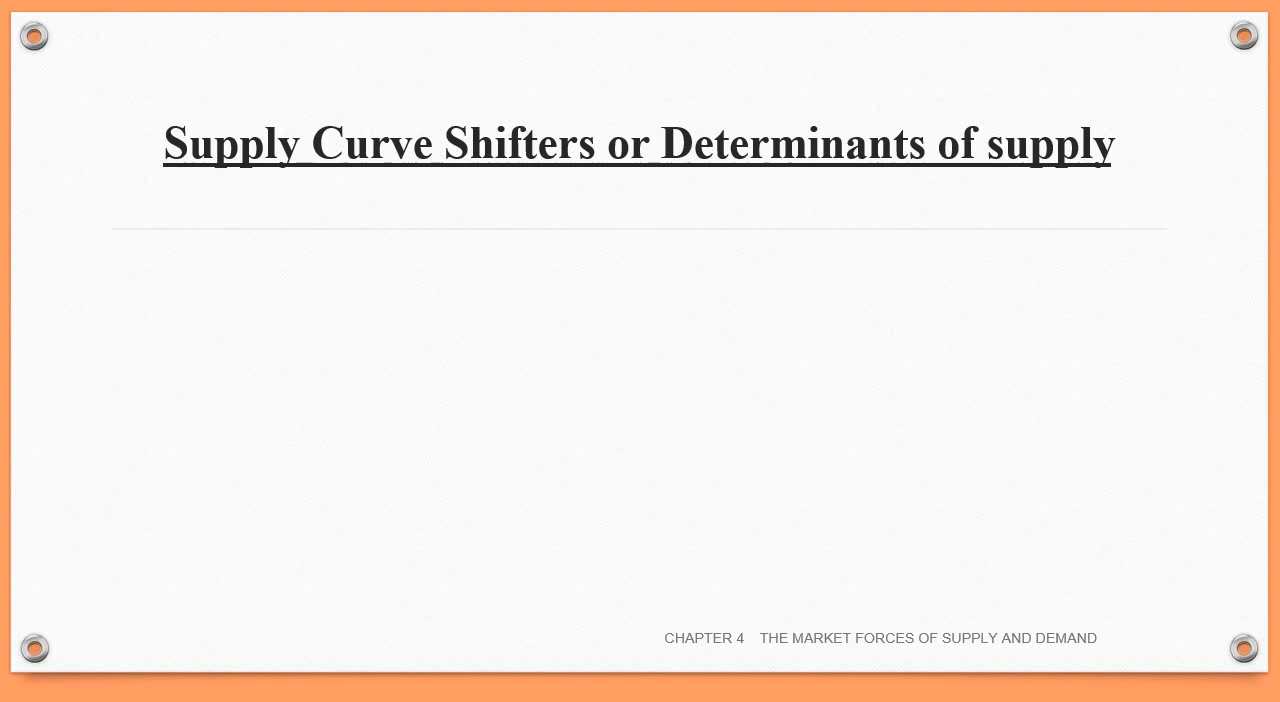 Supply Curve Shifters or Determinants of supply
CHAPTER 4 THE MARKET FORCES OF SUPPLY AND DEMAND